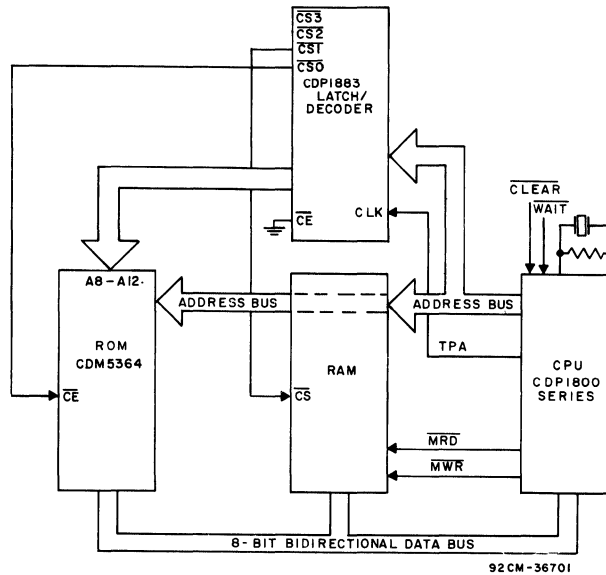 CS3
CS2
CS1
CS0
CDP1883
LATCH/
DECODER
CE
CLK
CLEAR
WAIT
A8-A12.
ADDRESS BUS
ADDRESS BUS
ROM
CDM5364
CE
RAM
CS
TPA
CPU
CDP1800
SERIES
MRD
MWR
8-BIT BIDIRECTIONAL DATA BUS
92CM-36701